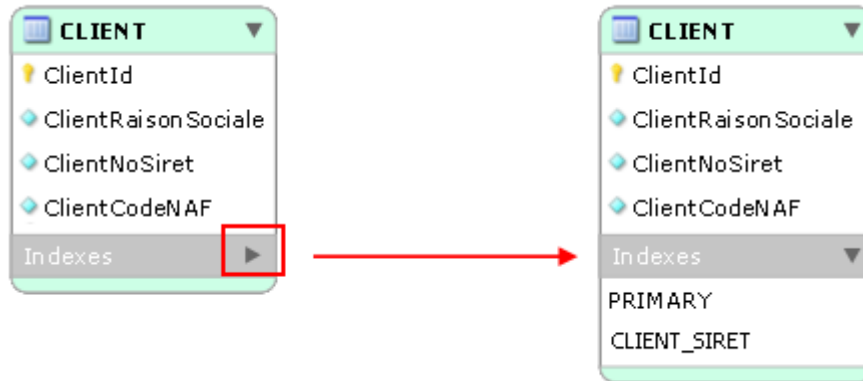 CLIENT
ClientId
ClientRaisonSociale
ClientNoSiret
ClientCodeNAF
Indexes
CLIENT
ClientId
ClientRaisonSociale
ClientNoSiret
ClientCodeNAF
Indexes
PRIMARY
CLIENT_SIRET